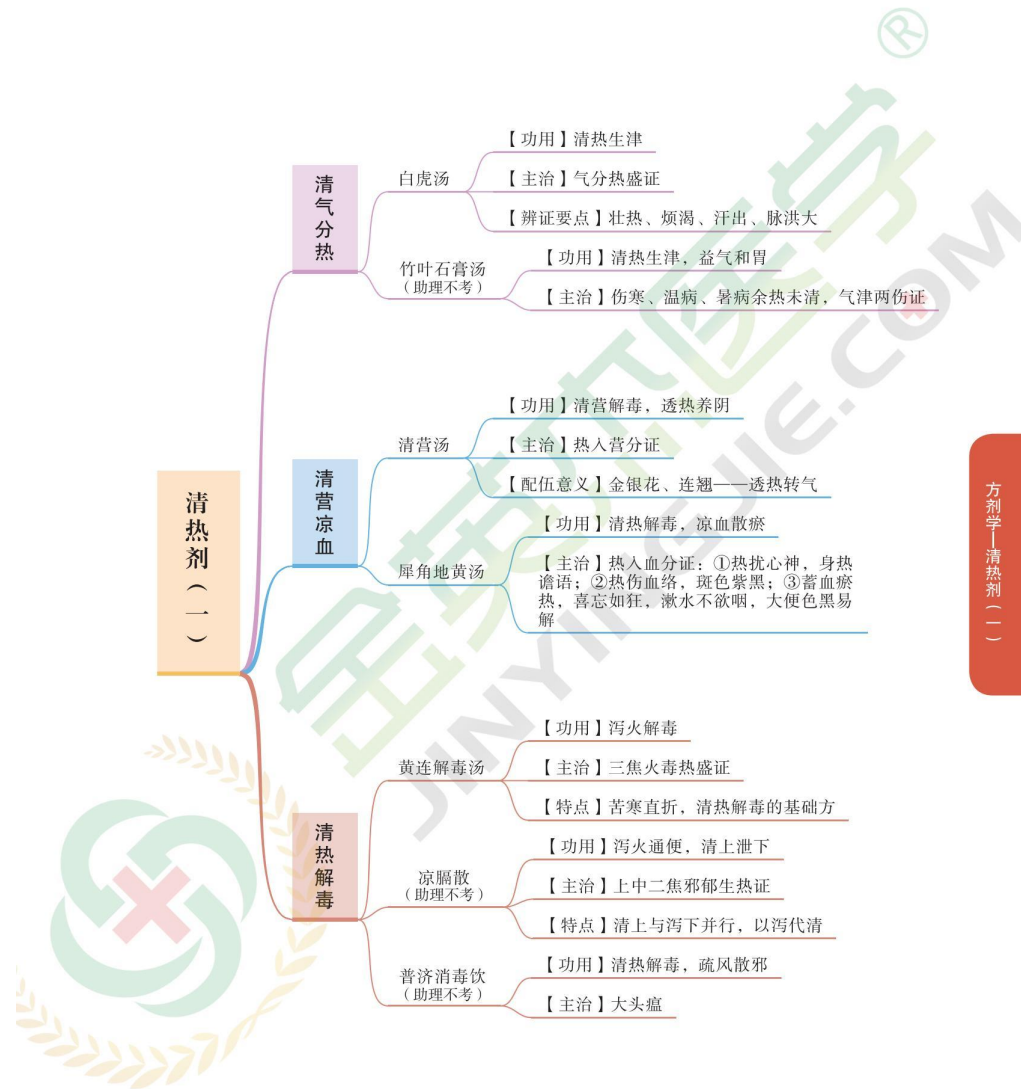 清热剂（一）
清气分热
白虎汤
【功用】清热生津
【主治】气分热盛证
【辨证要点】壮热、烦渴、汗出、脉洪大
竹叶石膏汤
（助理不考）
【功用】清热生津，益气和胃
【主治】伤寒、温病、暑病余热未清，气津两伤证
清营凉血
清营汤
【功用】清营解毒，透热养阴
【主治】热入营分证
【配伍意义】金银花、连翘——透热转气
犀角地黄汤
【功用】清热解毒，凉血散瘀
【主治】热入血分证：①热扰心神，身热
谵语；②热伤血络，斑色紫黑；③蓄血瘀
热，喜忘如狂，漱水不欲咽，大便色黑易
解
清热解毒
黄连解毒汤
【功用】泻火解毒
【主治】三焦火毒热盛证
【特点】苦寒直折，清热解毒的基础方
凉膈散
（助理不考）
【功用】泻火通便，清上泄下
【主治】上中二焦邪郁生热证
【特点】清上与泻下并行，以泻代清
普济消毒饮
（助理不考）
【功用】清热解毒，疏风散邪
【主治】大头瘟
方剂学—清热剂（一）
金英杰医学®
JINYINGJIE.COM